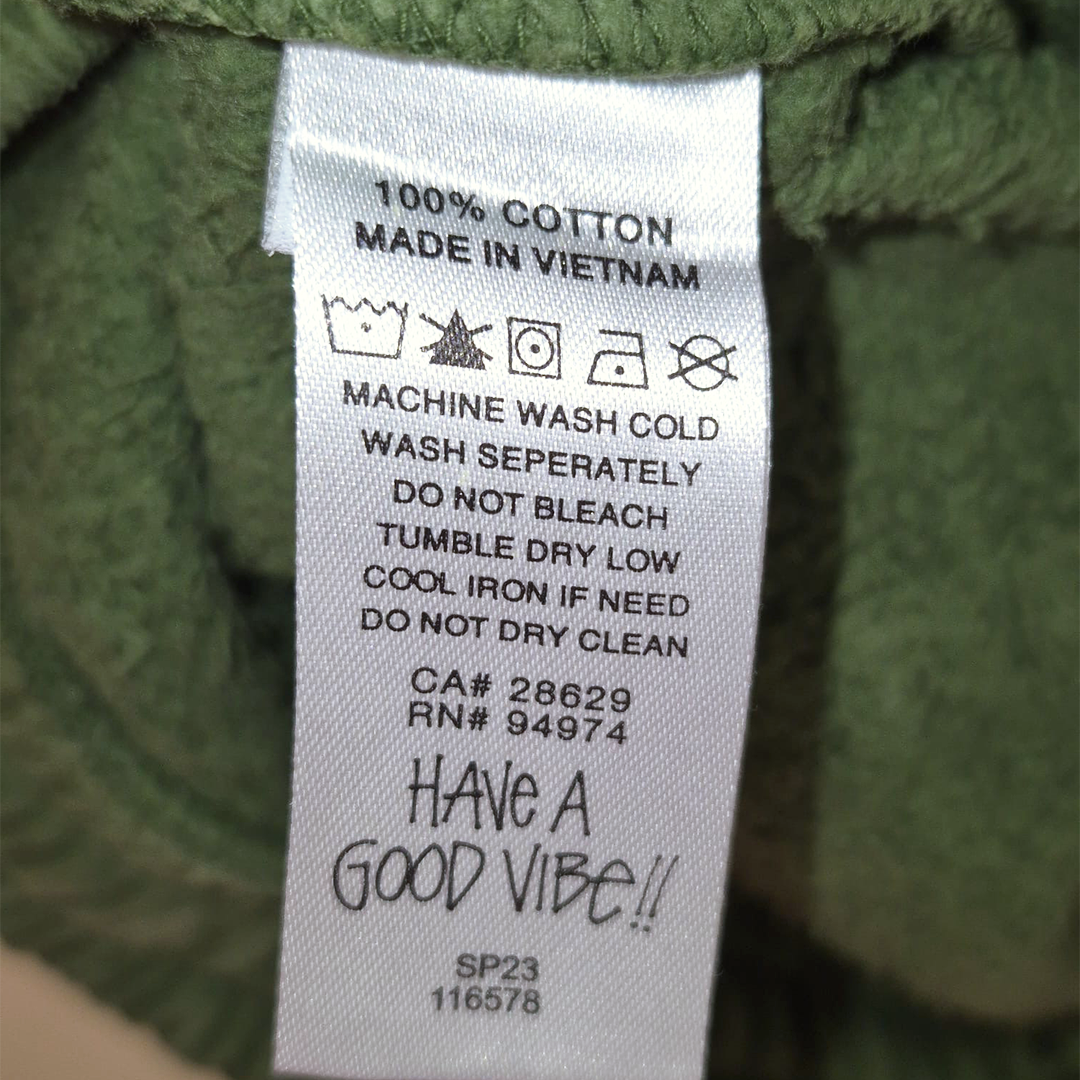 100% COTTON
MADE IN VIETNAM
MACHINE WASH COLD
WASH SEPERATELY
DO NOT BLEACH
TUMBLE DRY LOW
COOL IRON IF NEED
DO NOT DRY CLEAN
CA# 28629
RN# 94974
HAVe A
GOOD VIBe!!
SP23
116578